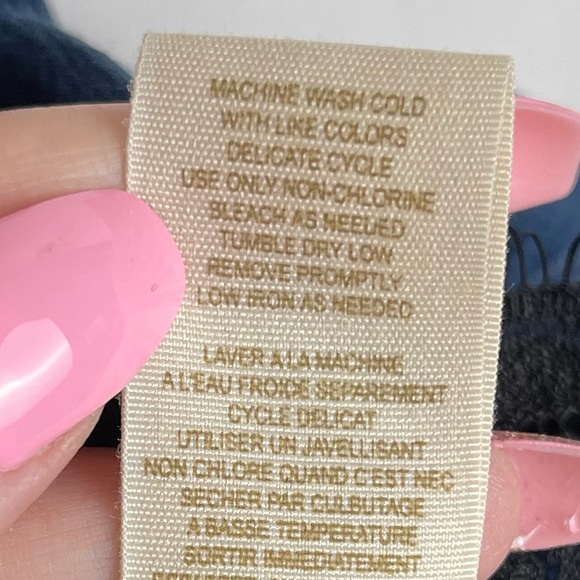 MACHINE WASH COLD
WITH LIKE COLORS
DELICATE CYCLE
USE ONLY NON-CHLORINE
BLEACH AS NEEDED
TUMBLE DRY LOW
REMOVE PROMPTLY
LOW IRON AS NEEDED
LAVER A LA MACHINE
A L'EAU FROIDE SEPAREMENT
CYCLE DELICAT
UTILISER UN JAVELLISANT
NON CHLORE QUAND C'EST NEC
SECHER PAR CULBUTAGE
A BASSE TEMPERATURE
SORTIR IMMEDIATEMENT